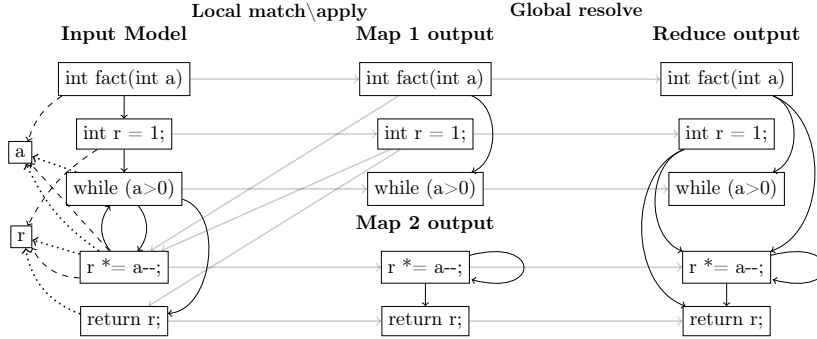 Local match\apply Global resolve
Input Model Map 1 output Reduce output
int fact(int a) int fact(int a) int fact(int a)
int r = 1; int r = 1; int r = 1;
a
while (a>0) while (a>0) while (a>0)
Map 2 output
r
r *= a--; r *= a--; r *= a--;
return r; return r; return r;